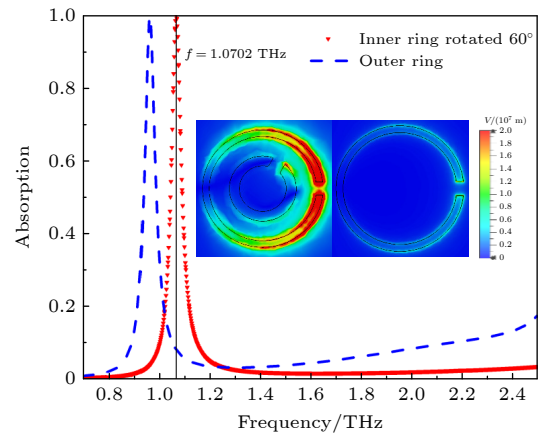 1.0
0.8
0.6
0.4
0.2
0
Absorption
f = 1.0702 THz
Inner ring rotated 60°
Outer ring
V/(10⁷ m)
2.0
1.8
1.6
1.4
1.2
1.0
0.8
0.6
0.4
0.2
0
0.8 1.0 1.2 1.4 1.6 1.8 2.0 2.2 2.4
Frequency/THz